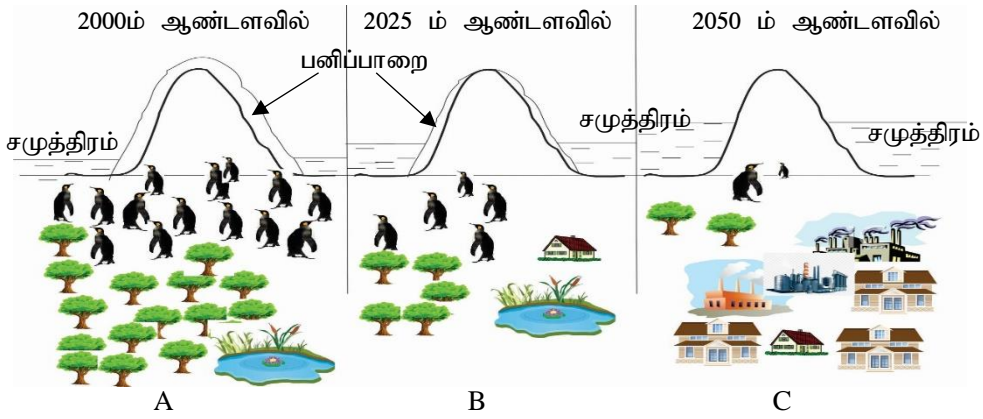 2000ம் ஆண்டளவில்
2025 ம் ஆண்டளவில்
2050 ம் ஆண்டளவில்
பனிப்பாறை
சமுத்திரம்
சமுத்திரம்
சமுத்திரம்
A
B
C